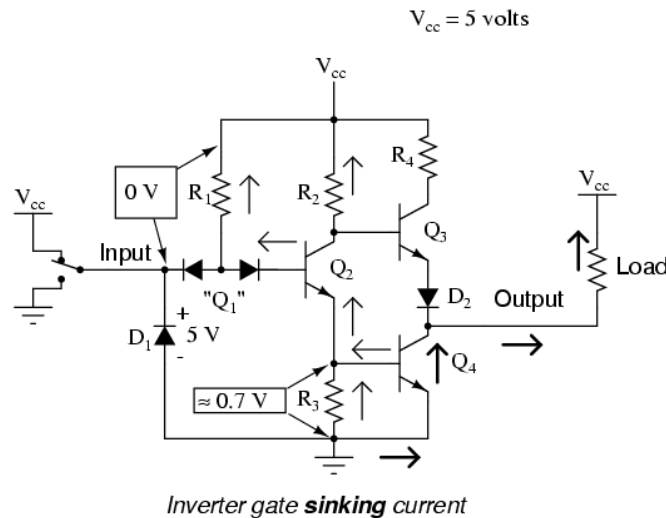 Vcc = 5 volts
Vcc
R4
0 V
R1
R2
Vcc
Vcc
Q3
Input
Q2
Load
"Q1"
D2
Output
+
D1
5 V
-
Q4
≈ 0.7 V
R3
Inverter gate sinking current